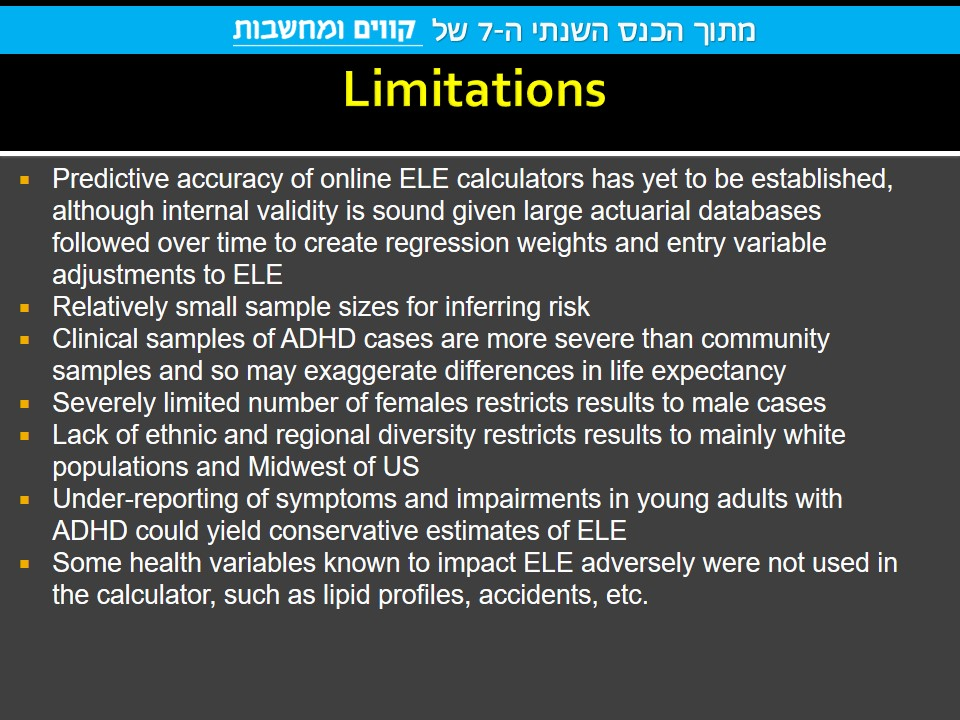 מתוך הכנס השנתי ה-7 של קווים ומחשבות
Limitations
▪ Predictive accuracy of online ELE calculators has yet to be established,
although internal validity is sound given large actuarial databases
followed over time to create regression weights and entry variable
adjustments to ELE
▪ Relatively small sample sizes for inferring risk
▪ Clinical samples of ADHD cases are more severe than community
samples and so may exaggerate differences in life expectancy
▪ Severely limited number of females restricts results to male cases
▪ Lack of ethnic and regional diversity restricts results to mainly white
populations and Midwest of US
▪ Under-reporting of symptoms and impairments in young adults with
ADHD could yield conservative estimates of ELE
▪ Some health variables known to impact ELE adversely were not used in
the calculator, such as lipid profiles, accidents, etc.